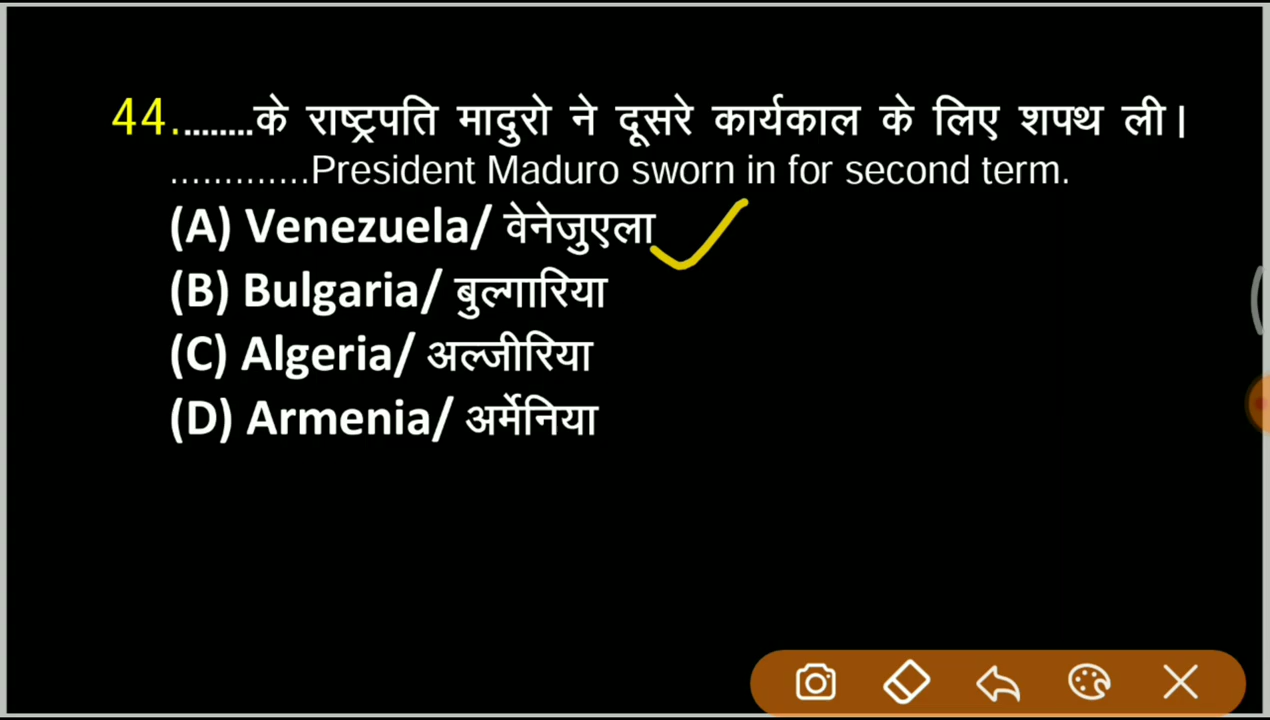 44.........के राष्ट्रपति मादुरो ने दूसरे कार्यकाल के लिए शपथ ली।
.............President Maduro sworn in for second term.
(A) Venezuela/ वेनेजुएला
(B) Bulgaria/ बुल्गारिया
(C) Algeria/ अल्जीरिया
(D) Armenia/ अर्मेनिया